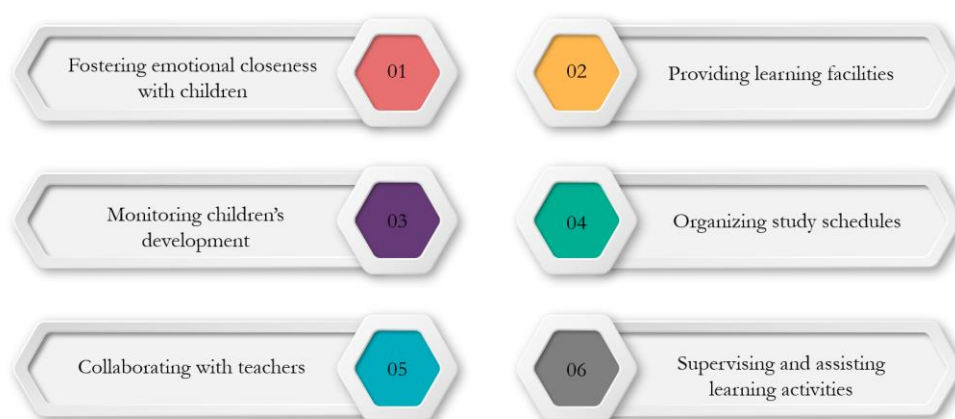 Fostering emotional closeness
with children
01
02
Providing learning facilities
Monitoring children’s
development
03
04
Organizing study schedules
Collaborating with teachers
05
06
Supervising and assisting
learning activities